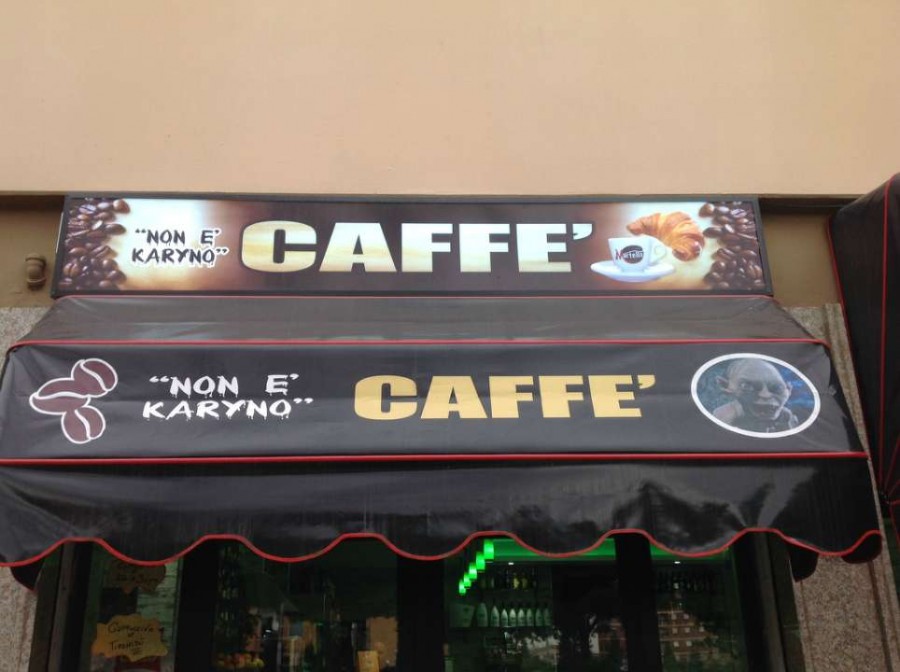 "NON E'
KARYNO"
CAFFE'
"NON E'
KARYNO"
CAFFE'